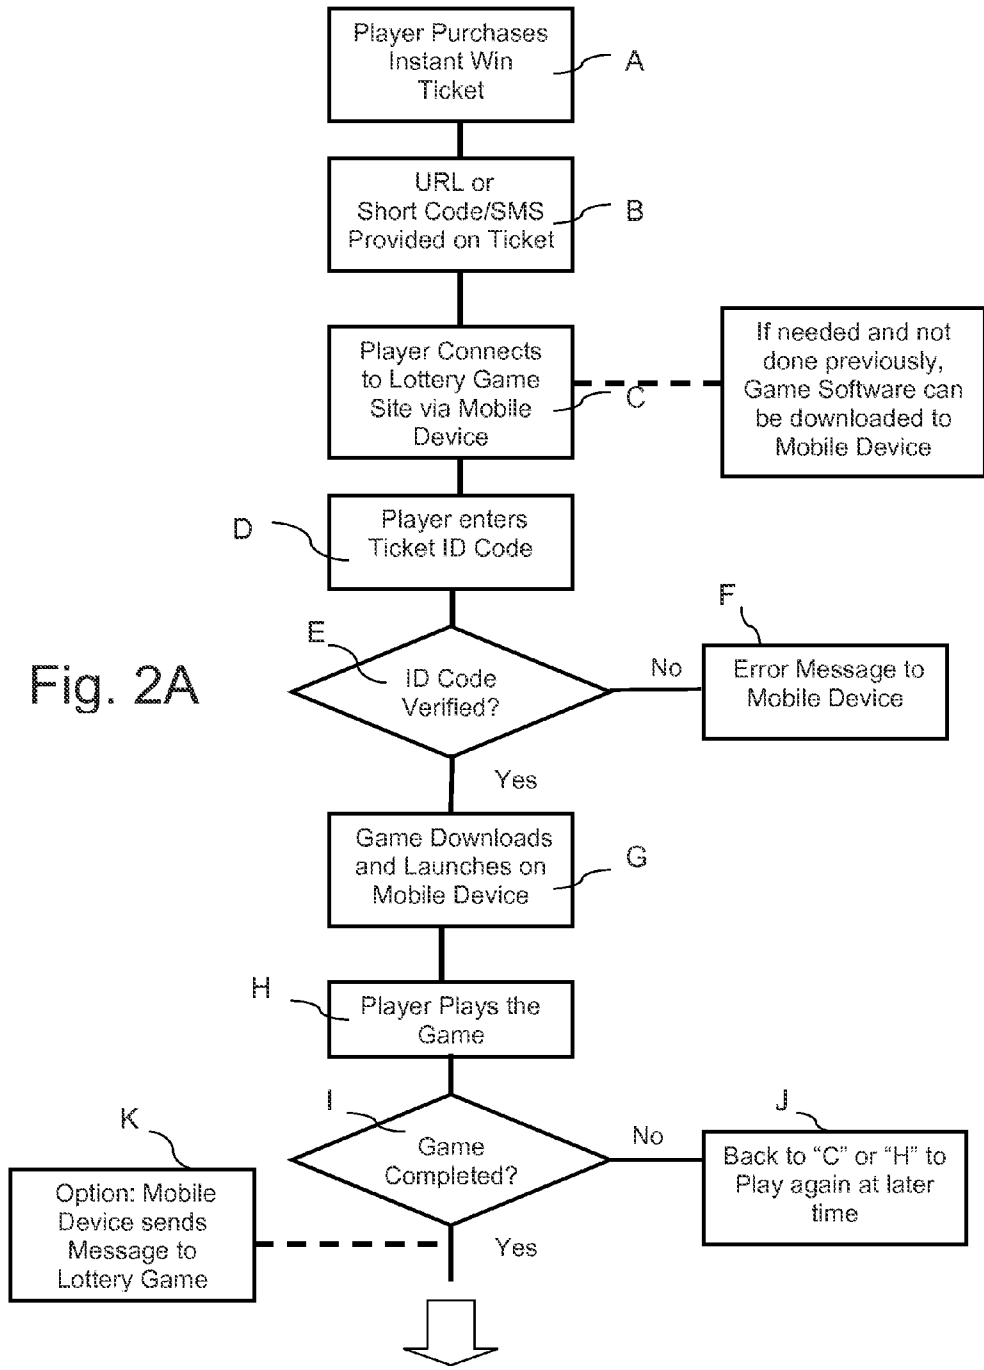 Player Purchases
Instant Win
Ticket
A
URL or
Short Code/SMS
Provided on Ticket
B
Player Connects
to Lottery Game
Site via Mobile
Device
C
If needed and not
done previously,
Game Software can
be downloaded to
Mobile Device
D
Player enters
Ticket ID Code
E
ID Code
Verified?
No
F
Error Message to
Mobile Device
Fig. 2A
Yes
Game Downloads
and Launches on
Mobile Device
G
H
Player Plays the
Game
I
Game
Completed?
No
J
Back to “C” or “H” to
Play again at later
time
K
Option: Mobile
Device sends
Message to
Lottery Game
Yes